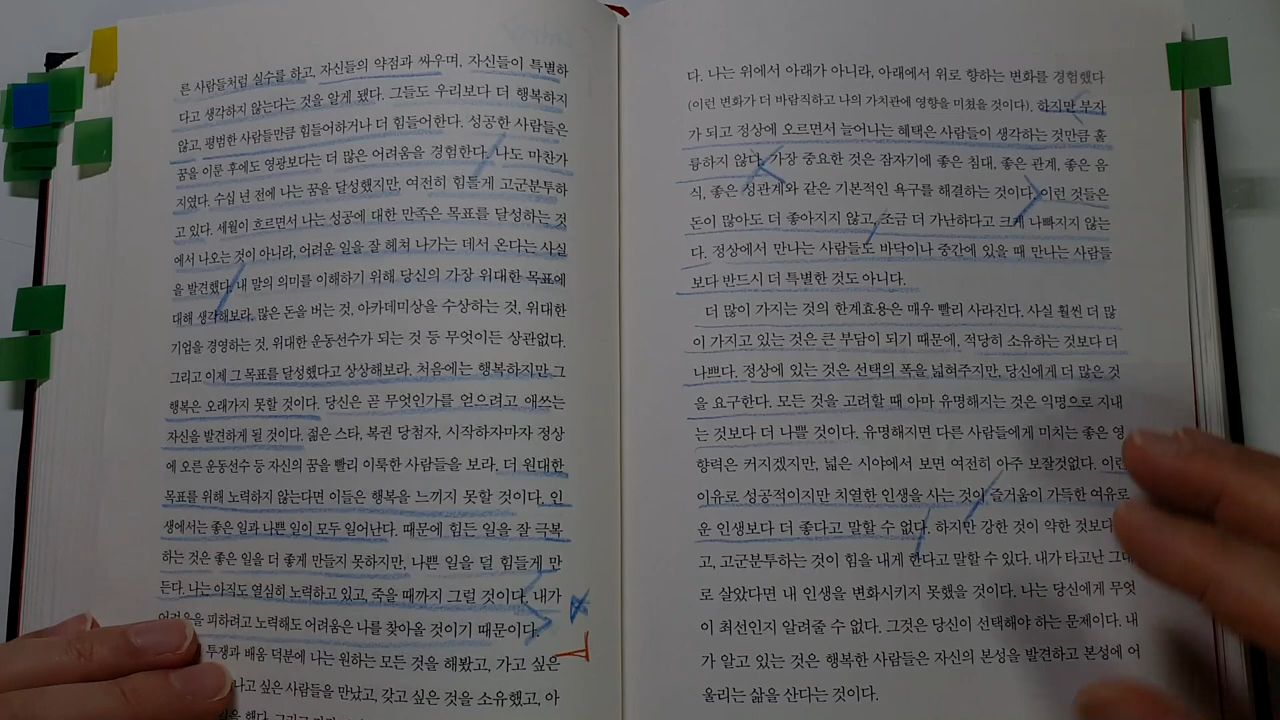 른 사람들처럼 실수를 하고, 자신들의 약점과 싸우며, 자신들이 특별하
다고 생각하지 않는다는 것을 알게 됐다. 그들도 우리보다 더 행복하지
않고, 평범한 사람들만큼 힘들어하거나 더 힘들어한다. 성공한 사람들은
꿈을 이룬 후에도 영광보다는 더 많은 어려움을 경험한다. 나도 마찬가
지였다. 수십 년 전에 나는 꿈을 달성했지만, 여전히 힘들게 고군분투하
고 있다. 세월이 흐르면서 나는 성공에 대한 만족은 목표를 달성하는 것
에서 나오는 것이 아니라, 어려운 일을 잘 헤쳐 나가는 데서 온다는 사실
을 발견했다. 내 말의 의미를 이해하기 위해 당신의 가장 위대한 목표에
대해 생각해보라. 많은 돈을 버는 것, 아카데미상을 수상하는 것, 위대한
기업을 경영하는 것, 위대한 운동선수가 되는 것 등 무엇이든 상관없다.
그리고 이제 그 목표를 달성했다고 상상해보라. 처음에는 행복하지만 그
행복은 오래가지 못할 것이다. 당신은 곧 무엇인가를 얻으려고 애쓰는
자신을 발견하게 될 것이다. 젊은 스타, 복권 당첨자, 시작하자마자 정상
에 오른 운동선수 등 자신의 꿈을 빨리 이룩한 사람들을 보라. 더 원대한
목표를 위해 노력하지 않는다면 이들은 행복을 느끼지 못할 것이다. 인
생에서는 좋은 일과 나쁜 일이 모두 일어난다. 때문에 힘든 일을 잘 극복
하는 것은 좋은 일을 더 좋게 만들지 못하지만, 나쁜 일을 덜 힘들게 만
든다. 나는 아직도 열심히 노력하고 있고, 죽을 때까지 그럴 것이다. 내가
어려움을 피하려고 노력해도 어려움은 나를 찾아올 것이기 때문이다.
투쟁과 배움 덕분에 나는 원하는 모든 것을 해봤고, 가고 싶은
나고 싶은 사람들을 만났고, 갖고 싶은 것을 소유했고, 아
다. 나는 위에서 아래가 아니라, 아래에서 위로 향하는 변화를 경험했다
(이런 변화가 더 바람직하고 나의 가치관에 영향을 미쳤을 것이다). 하지만 부자
가 되고 정상에 오르면서 늘어나는 혜택은 사람들이 생각하는 것만큼 훌
륭하지 않다. 가장 중요한 것은 잠자기에 좋은 침대, 좋은 관계, 좋은 음
식, 좋은 성관계와 같은 기본적인 욕구를 해결하는 것이다. 이런 것들은
돈이 많아도 더 좋아지지 않고, 조금 더 가난하다고 크게 나빠지지 않는
다. 정상에서 만나는 사람들도 바닥이나 중간에 있을 때 만나는 사람들
보다 반드시 더 특별한 것도 아니다.
더 많이 가지는 것의 한계효용은 매우 빨리 사라진다. 사실 훨씬 더 많
이 가지고 있는 것은 큰 부담이 되기 때문에, 적당히 소유하는 것보다 더
나쁘다. 정상에 있는 것은 선택의 폭을 넓혀주지만, 당신에게 더 많은 것
을 요구한다. 모든 것을 고려할 때 아마 유명해지는 것은 익명으로 지내
는 것보다 더 나쁠 것이다. 유명해지면 다른 사람들에게 미치는 좋은 영
향력은 커지겠지만, 넓은 시야에서 보면 여전히 아주 보잘것없다. 이런
이유로 성공적이지만 치열한 인생을 사는 것이 즐거움이 가득한 여유로
운 인생보다 더 좋다고 말할 수 없다. 하지만 강한 것이 약한 것보다
고, 고군분투하는 것이 힘을 내게 한다고 말할 수 있다. 내가 타고난 그대
로 살았다면 내 인생을 변화시키지 못했을 것이다. 나는 당신에게 무엇
이 최선인지 알려줄 수 없다. 그것은 당신이 선택해야 하는 문제이다. 내
가 알고 있는 것은 행복한 사람들은 자신의 본성을 발견하고 본성에 어
울리는 삶을 산다는 것이다.